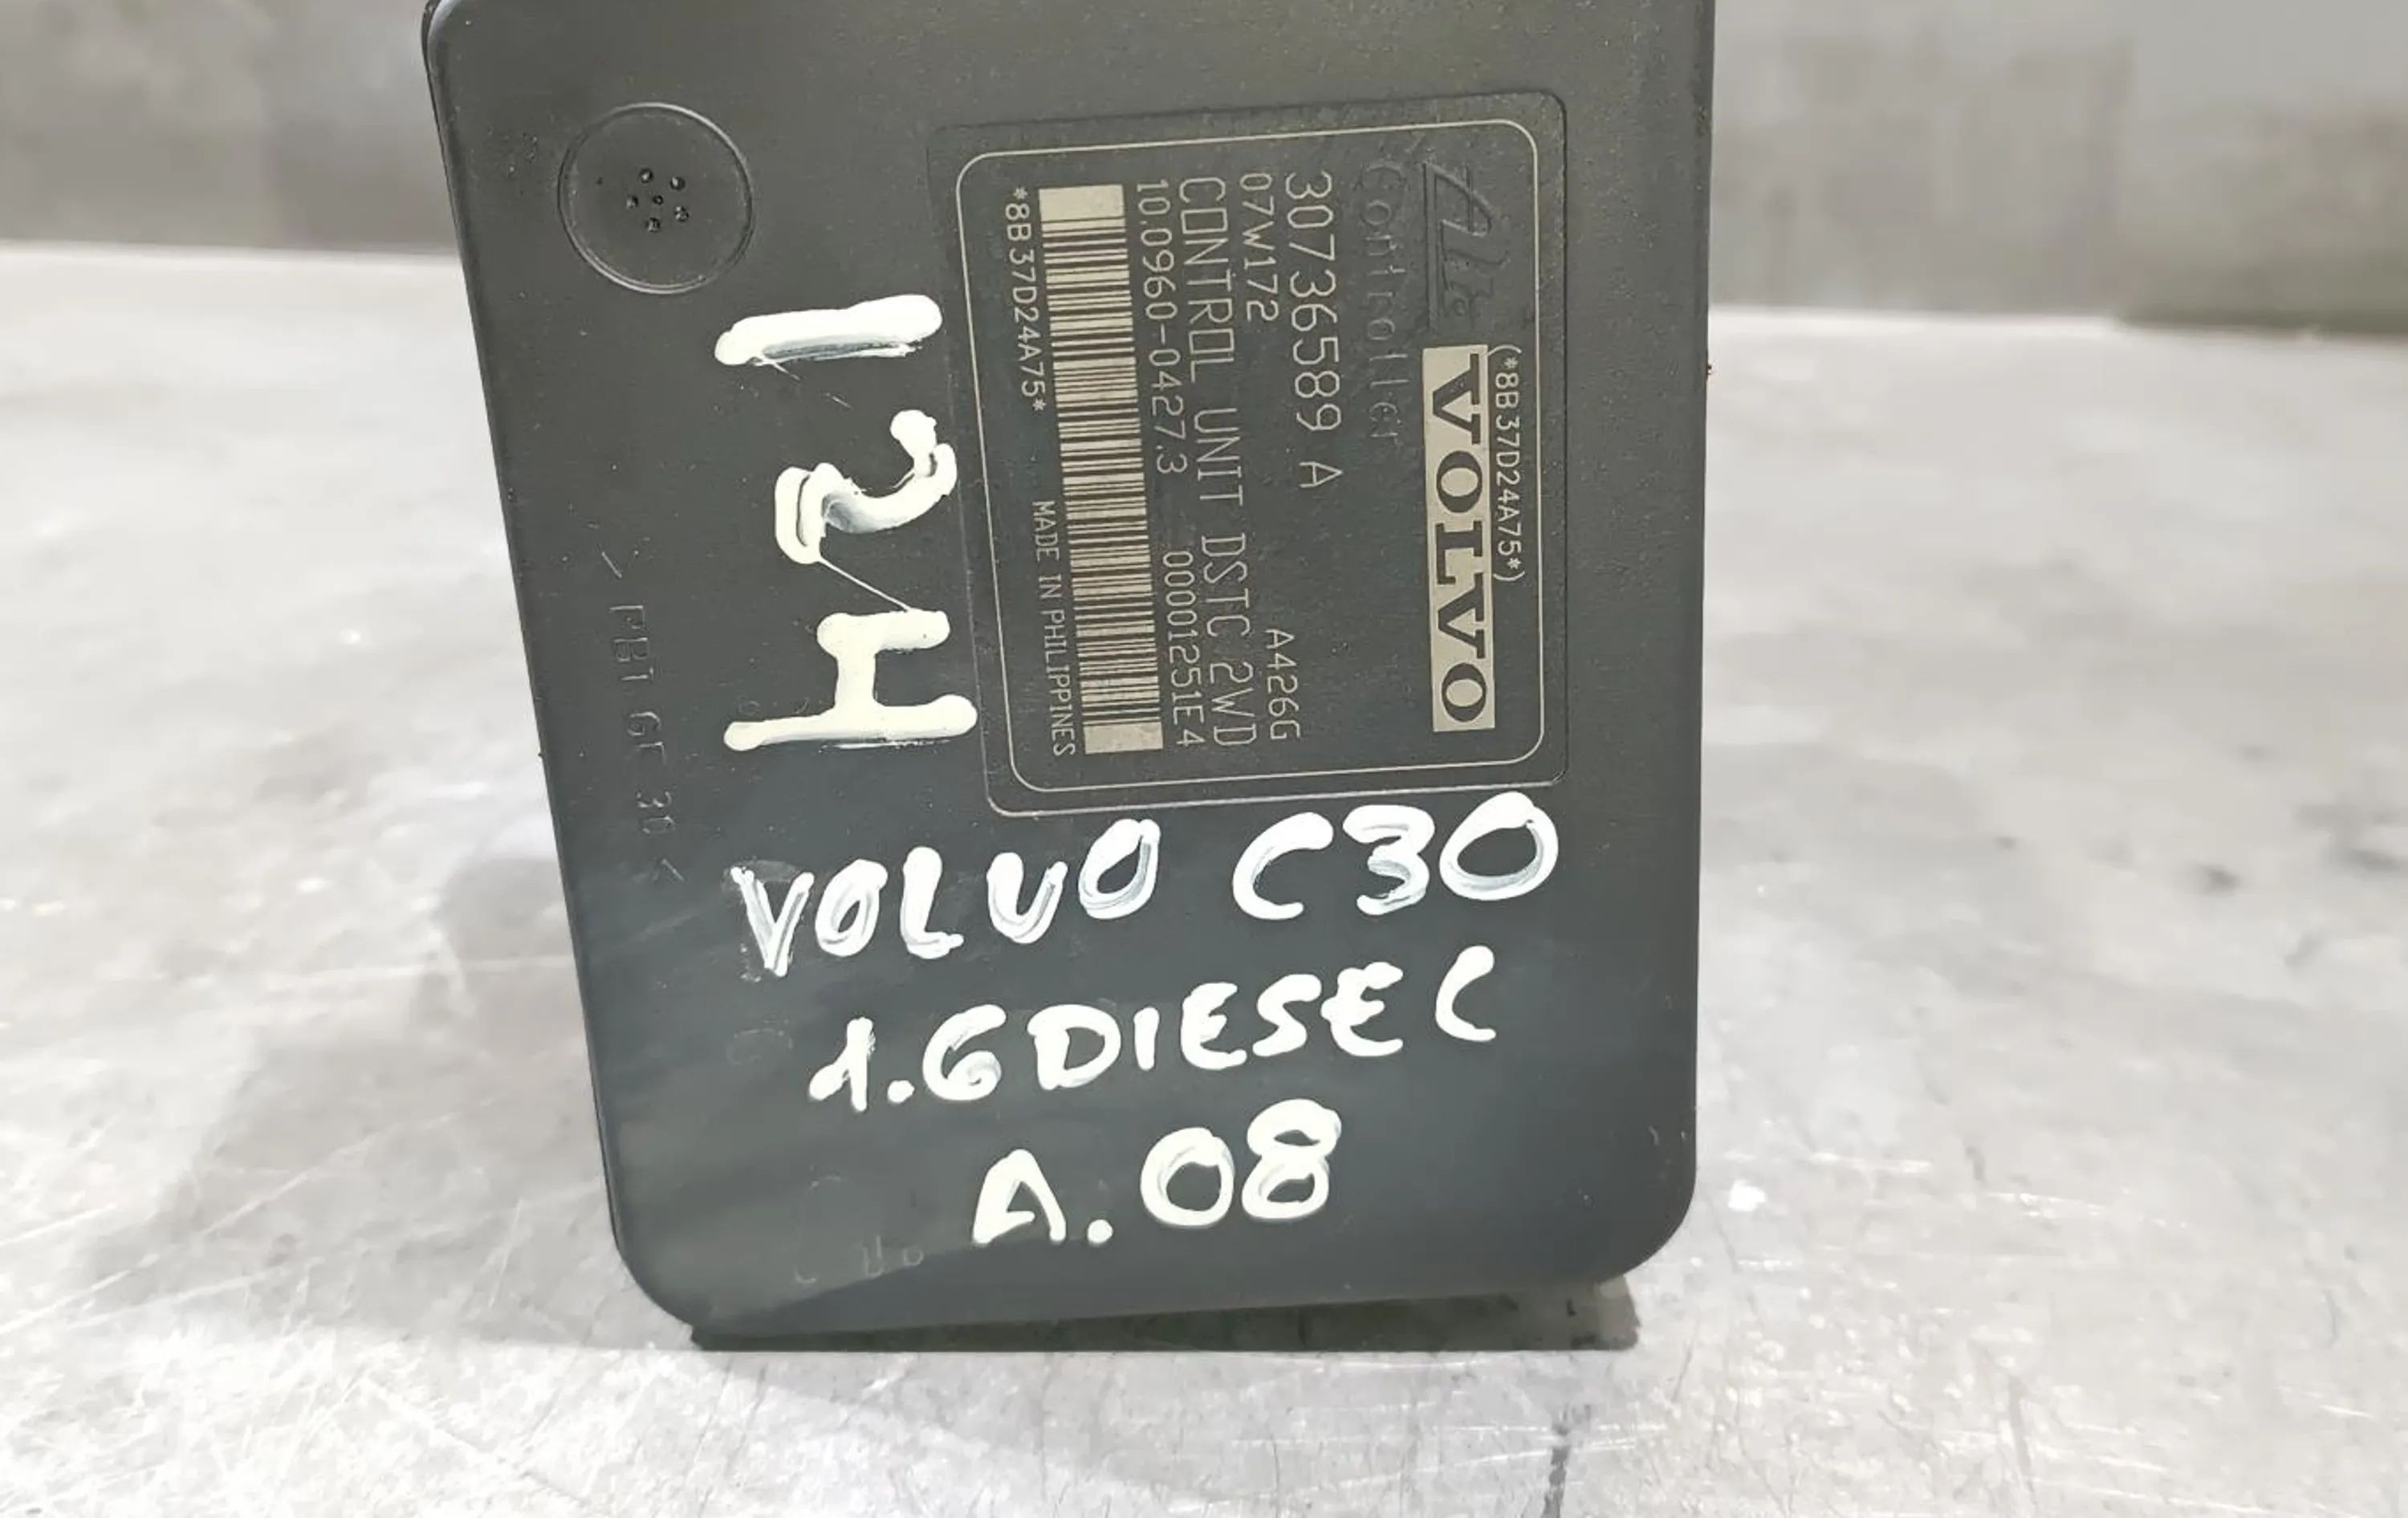 (*8B37D24A75*)
Ate VOLVO
Controller
30736589 A
07W172 A426G
CONTROL UNIT DSTC 2WD
10.0960-0427.3 00001251E4
*8B37D24A75* MADE IN PHILIPPINES
H21
VOLVO C30
1.6 DIESEL
A.08